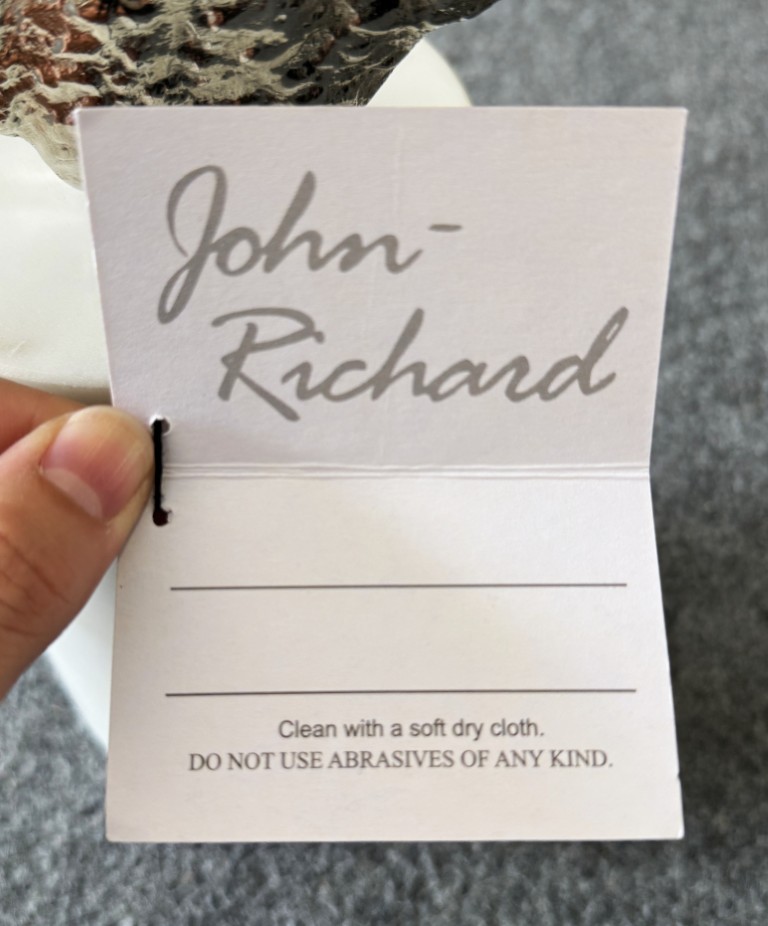 John-
Richard
Clean with a soft dry cloth.
DO NOT USE ABRASIVES OF ANY KIND.